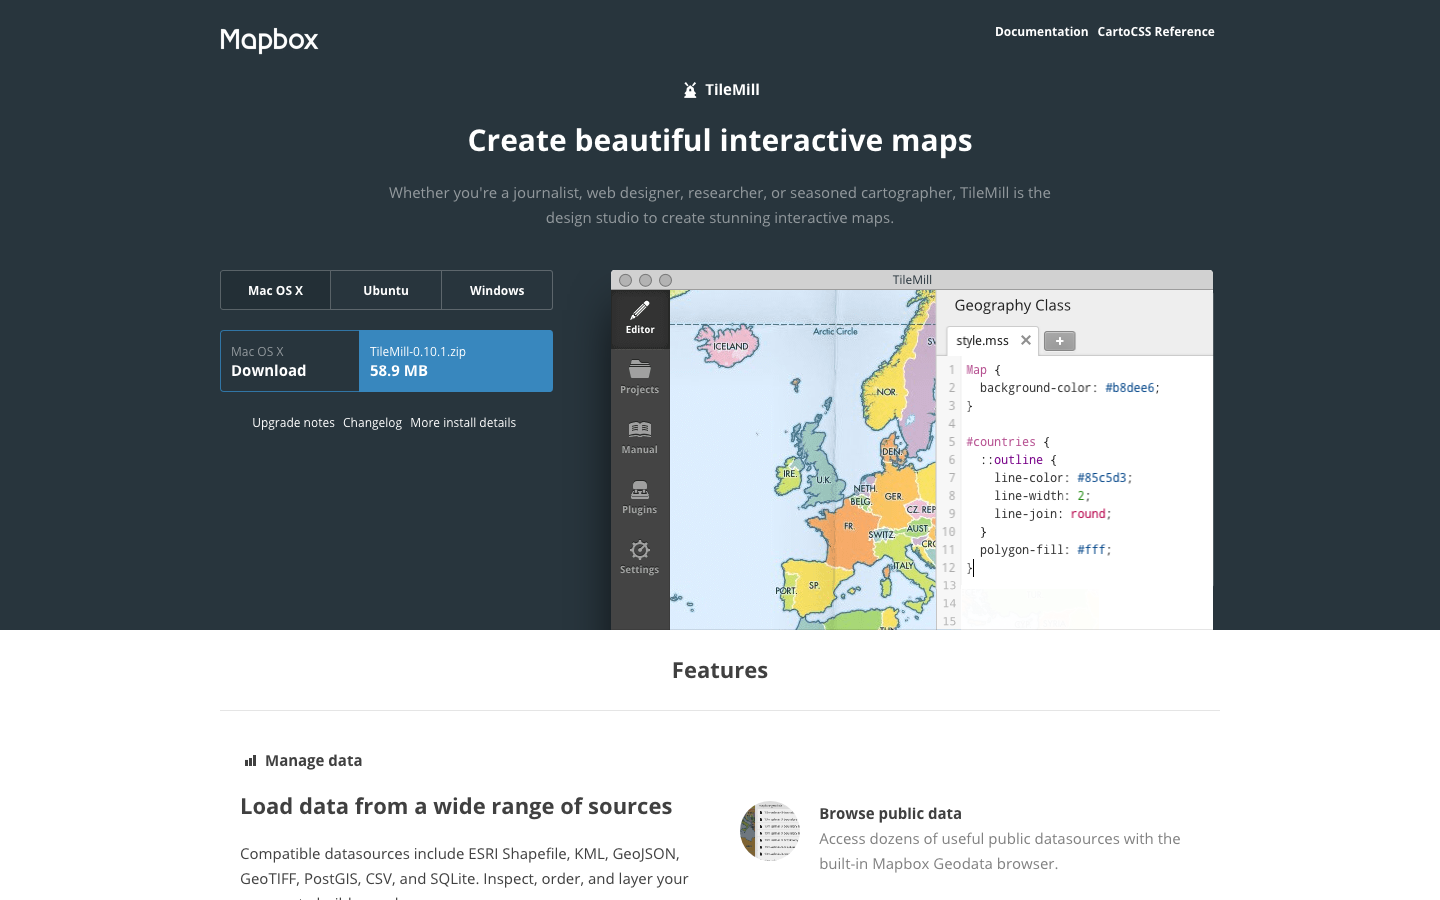 Mapbox
Documentation CartoCSS Reference
TileMill
Create beautiful interactive maps
Whether you're a journalist, web designer, researcher, or seasoned cartographer, TileMill is the
design studio to create stunning interactive maps.
Mac OS X Ubuntu Windows
Mac OS X
Download
TileMill-0.10.1.zip
58.9 MB
Upgrade notes Changelog More install details
TileMill
Editor
Projects
Manual
Plugins
Settings
Arctic Circle
ICELAND
SV
NOR.
DEN.
IRE.
U.K.
NETH.
BELG.
GER.
CZ. REP
FR.
SWITZ.
AUST.
CRO
ITALY
SP.
PORT.
TUN
Geography Class
style.mss
1 Map {
2 background-color: #b8dee6;
3 }
4
5 #countries {
6 ::outline {
7 line-color: #85c5d3;
8 line-width: 2;
9 line-join: round;
10 }
11 polygon-fill: #fff;
12 }
13
14
15
Features
Manage data
Load data from a wide range of sources
Compatible datasources include ESRI Shapefile, KML, GeoJSON,
GeoTIFF, PostGIS, CSV, and SQLite. Inspect, order, and layer your
Browse public data
Access dozens of useful public datasources with the
built-in Mapbox Geodata browser.